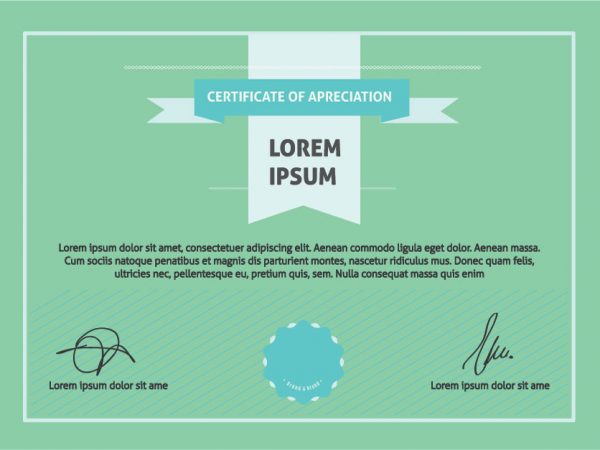 CERTIFICATE OF APRECIATION
LOREM
IPSUM
Lorem ipsum dolor sit amet, consectetuer adipiscing elit. Aenean commodo ligula eget dolor. Aenean massa.
Cum sociis natoque penatibus et magnis dis parturient montes, nascetur ridiculus mus. Donec quam felis,
ultricies nec, pellentesque eu, pretium quis, sem. Nulla consequat massa quis enim
Lorem ipsum dolor sit ame
Lorem ipsum dolor sit ame